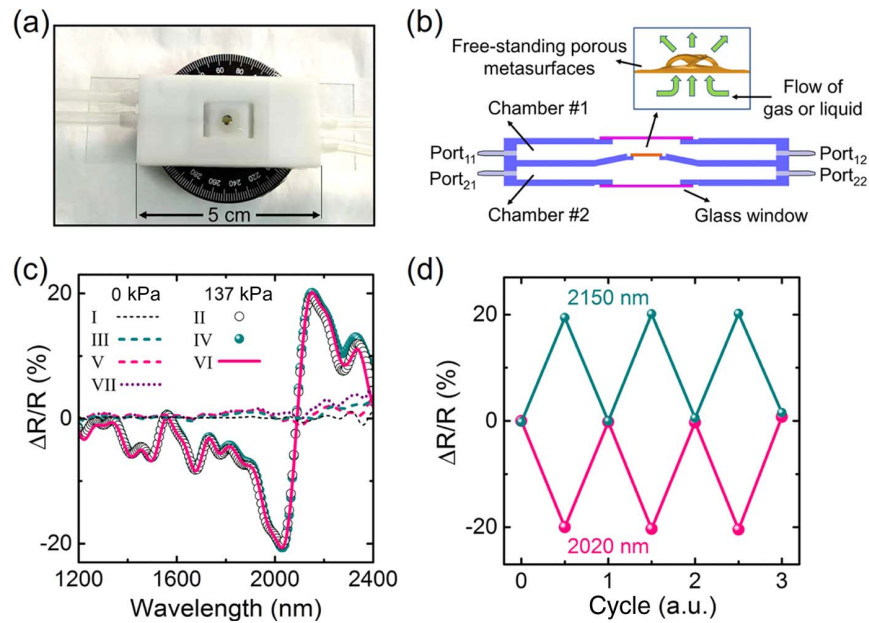 (a)
5 cm
(b)
Free-standing porous
metasurfaces
Flow of
gas or liquid
Chamber #1
Port11
Port12
Port21
Port22
Chamber #2
Glass window
(c)
0 kPa 137 kPa
I II
III IV
V VI
VII
20
0
-20
ΔR/R (%)
1200 1600 2000 2400
Wavelength (nm)
(d)
2150 nm
20
0
-20
ΔR/R (%)
2020 nm
0 1 2 3
Cycle (a.u.)